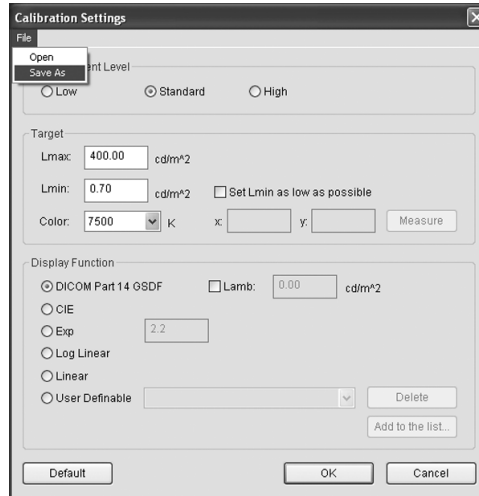 Calibration Settings
File
Open
Save As
ent Level
Low Standard High
Target
Lmax: 400.00 cd/m^2
Lmin: 0.70 cd/m^2 Set Lmin as low as possible
Color: 7500 K x: y: Measure
Display Function
DICOM Part 14 GSDF Lamb: 0.00 cd/m^2
CIE
Exp 2.2
Log Linear
Linear
User Definable Delete
Add to the list...
Default OK Cancel